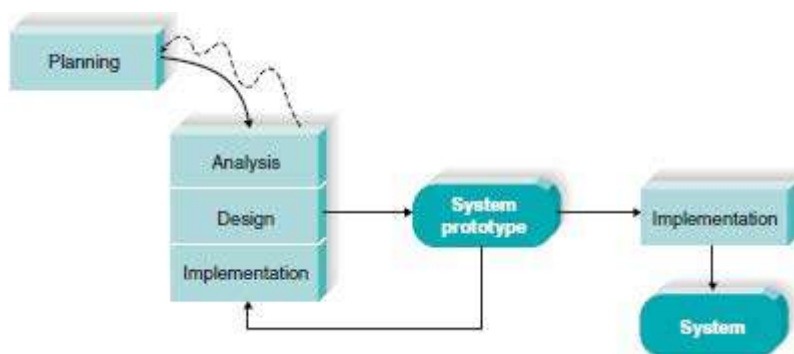 Planning
Analysis
Design
Implementation
System
prototype
Implementation
System